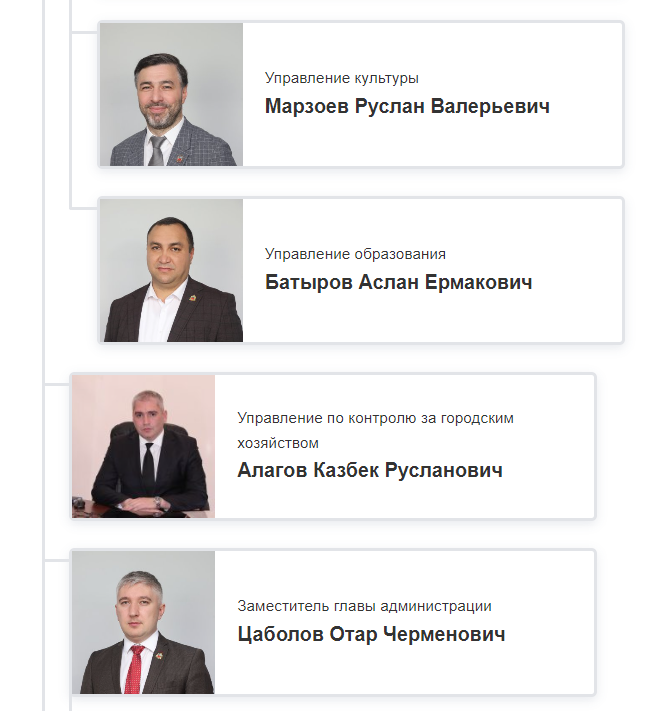 Управление культуры
Марзоев Руслан Валерьевич
Управление образования
Батыров Аслан Ермакович
Управление по контролю за городским
хозяйством
Алагов Казбек Русланович
Заместитель главы администрации
Цаболов Отар Черменович